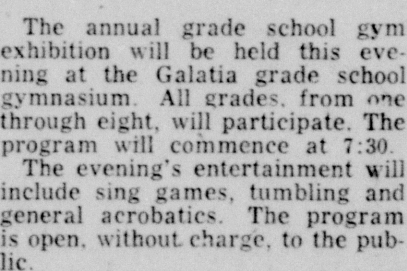 The annual grade school gym
exhibition will be held this eve-
ning at the Galatia grade school
gymnasium. All grades, from one
through eight, will participate. The
program will commence at 7:30.
The evening's entertainment will
include sing games, tumbling and
general acrobatics. The program
is open, without charge, to the pub-
lic.